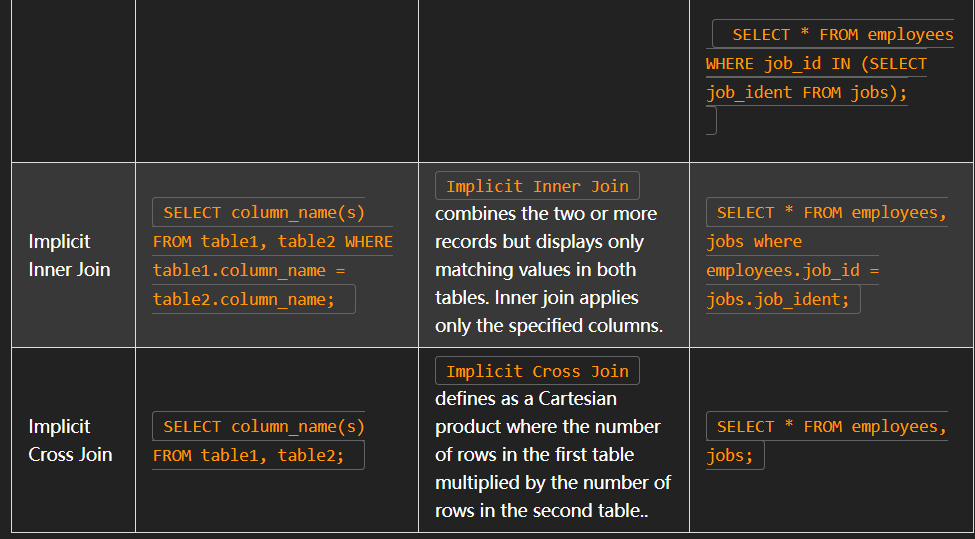 SELECT * FROM employees
WHERE job_id IN (SELECT
job_ident FROM jobs);
Implicit
Inner Join
SELECT column_name(s)
FROM table1, table2 WHERE
table1.column_name =
table2.column_name;
Implicit Inner Join
combines the two or more
records but displays only
matching values in both
tables. Inner join applies
only the specified columns.
SELECT * FROM employees,
jobs where
employees.job_id =
jobs.job_ident;
Implicit
Cross Join
SELECT column_name(s)
FROM table1, table2;
Implicit Cross Join
defines as a Cartesian
product where the number
of rows in the first table
multiplied by the number of
rows in the second table..
SELECT * FROM employees,
jobs;